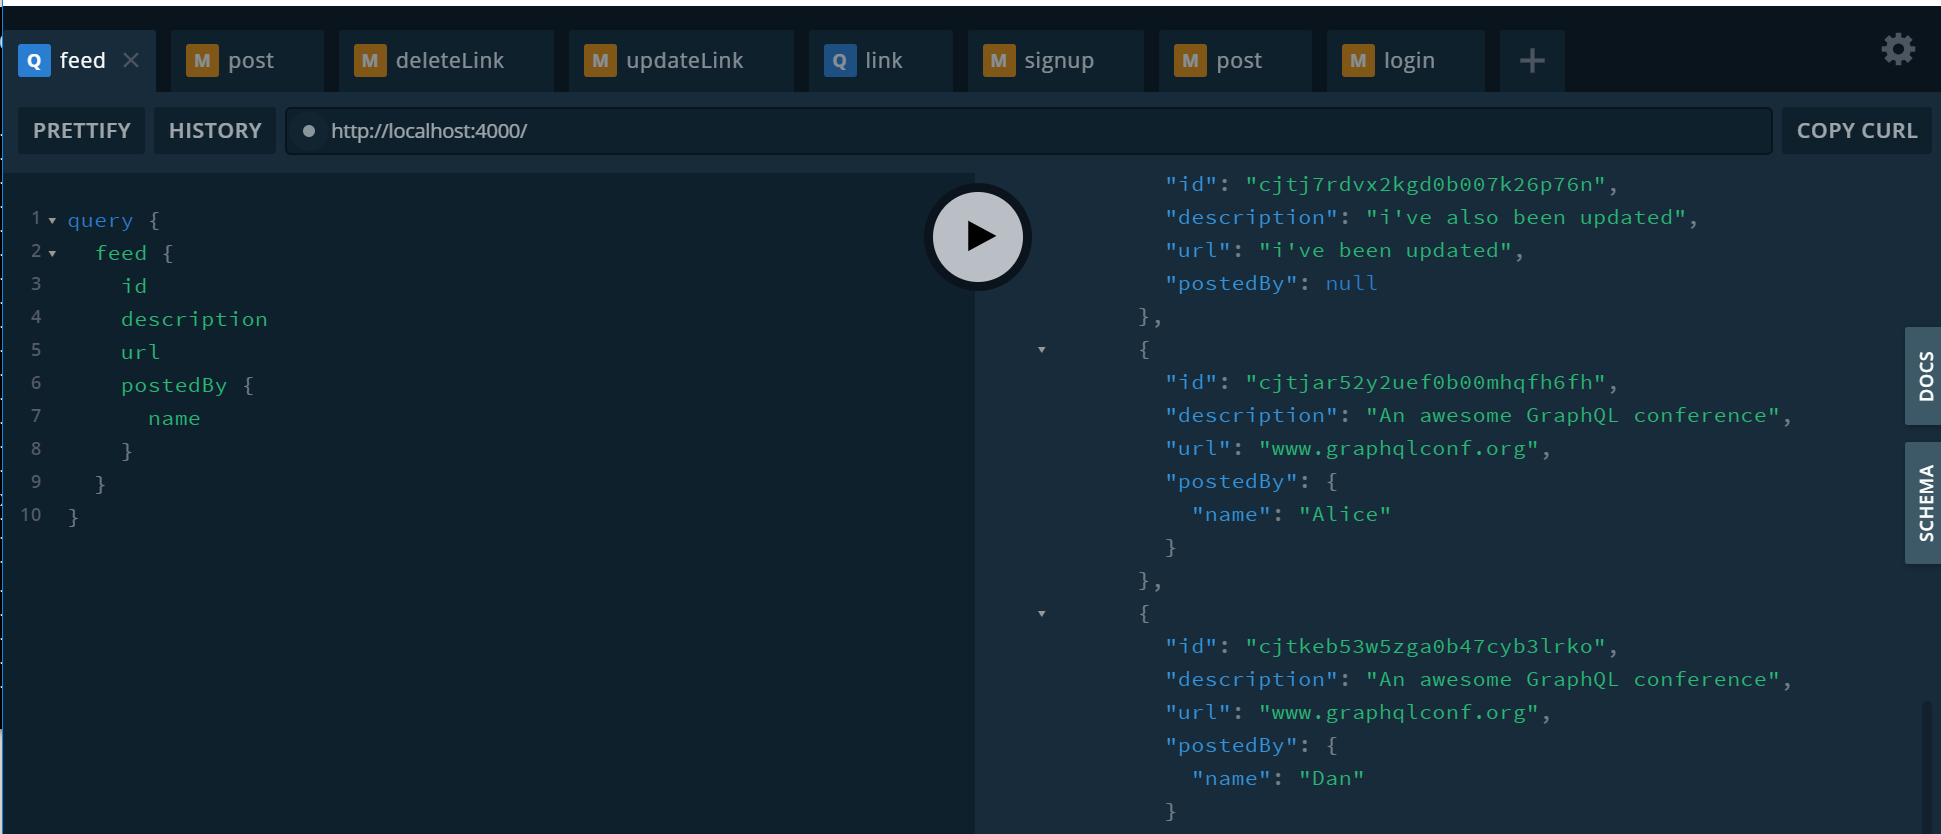 Q feed × M post M deleteLink M updateLink Q link M signup M post M login +
PRETTIFY HISTORY http://localhost:4000/ COPY CURL
1 query {
2 feed {
3 id
4 description
5 url
6 postedBy {
7 name
8 }
9 }
10 }
"id": "cjtj7rdvx2kgd0b007k26p76n",
"description": "i've also been updated",
"url": "i've been updated",
"postedBy": null
},
{
"id": "cjtjar52y2uef0b00mhqfh6fh",
"description": "An awesome GraphQL conference",
"url": "www.graphqlconf.org",
"postedBy": {
"name": "Alice"
}
},
{
"id": "cjtkeb53w5zga0b47cyb3lrko",
"description": "An awesome GraphQL conference",
"url": "www.graphqlconf.org",
"postedBy": {
"name": "Dan"
}
DOCS
SCHEMA